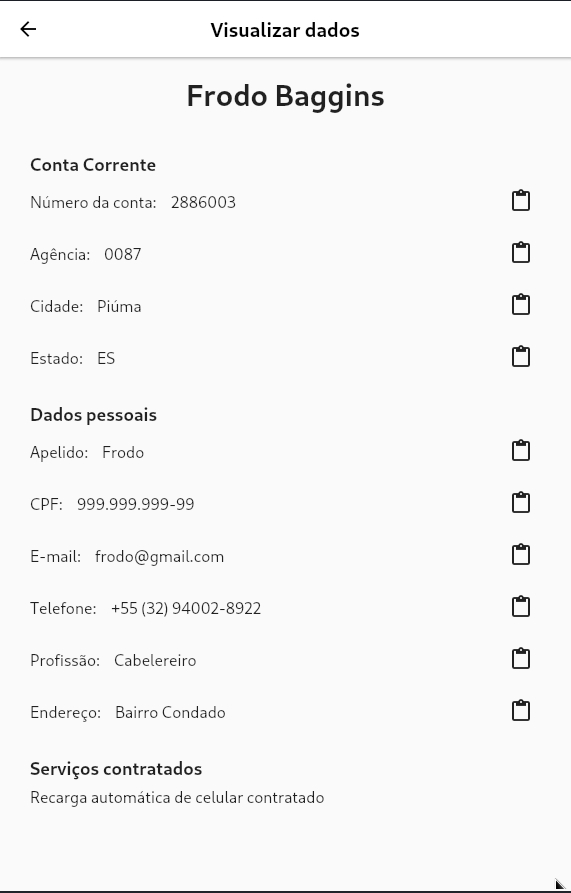 Visualizar dados
Frodo Baggins
Conta Corrente
Número da conta: 2886003
Agência: 0087
Cidade: Piúma
Estado: ES
Dados pessoais
Apelido: Frodo
CPF: 999.999.999-99
E-mail: frodo@gmail.com
Telefone: +55 (32) 94002-8922
Profissão: Cabelereiro
Endereço: Bairro Condado
Serviços contratados
Recarga automática de celular contratado